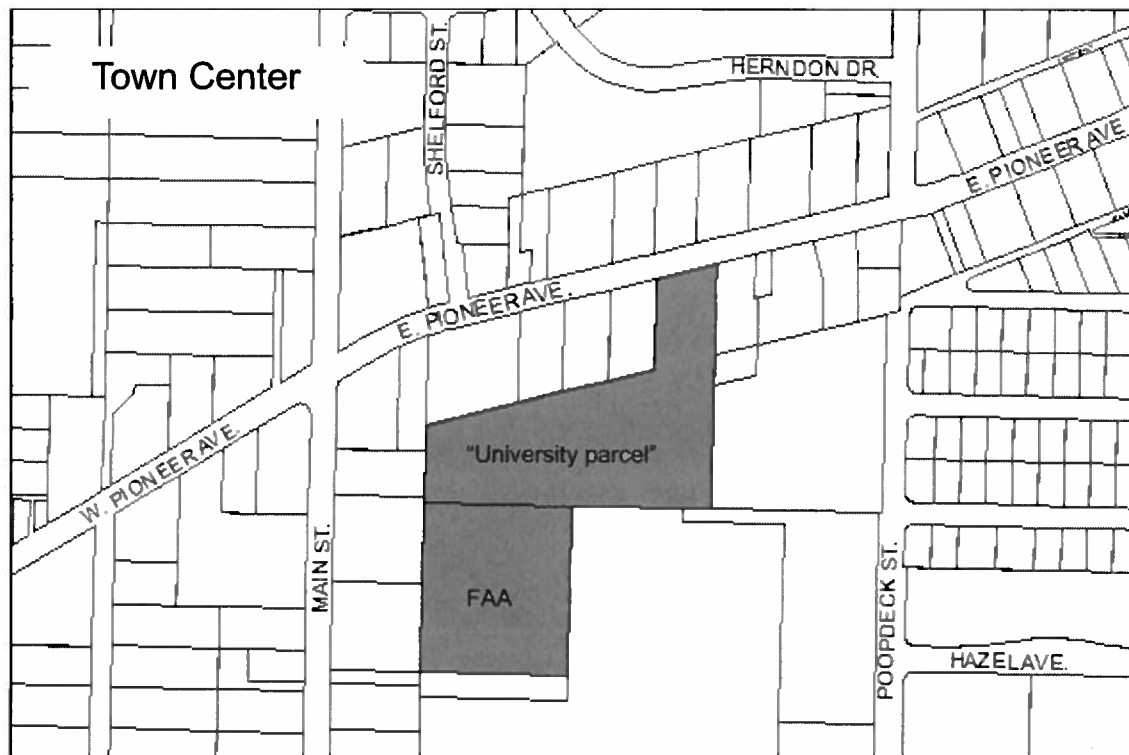 Town Center
SHELFORD ST.
HERNDON DR.
E. PIONEER AVE.
E. PIONEER AVE.
"University parcel"
W. PIONEER AVE.
MAIN ST.
FAA
POOPDECK ST.
HAZEL AVE.